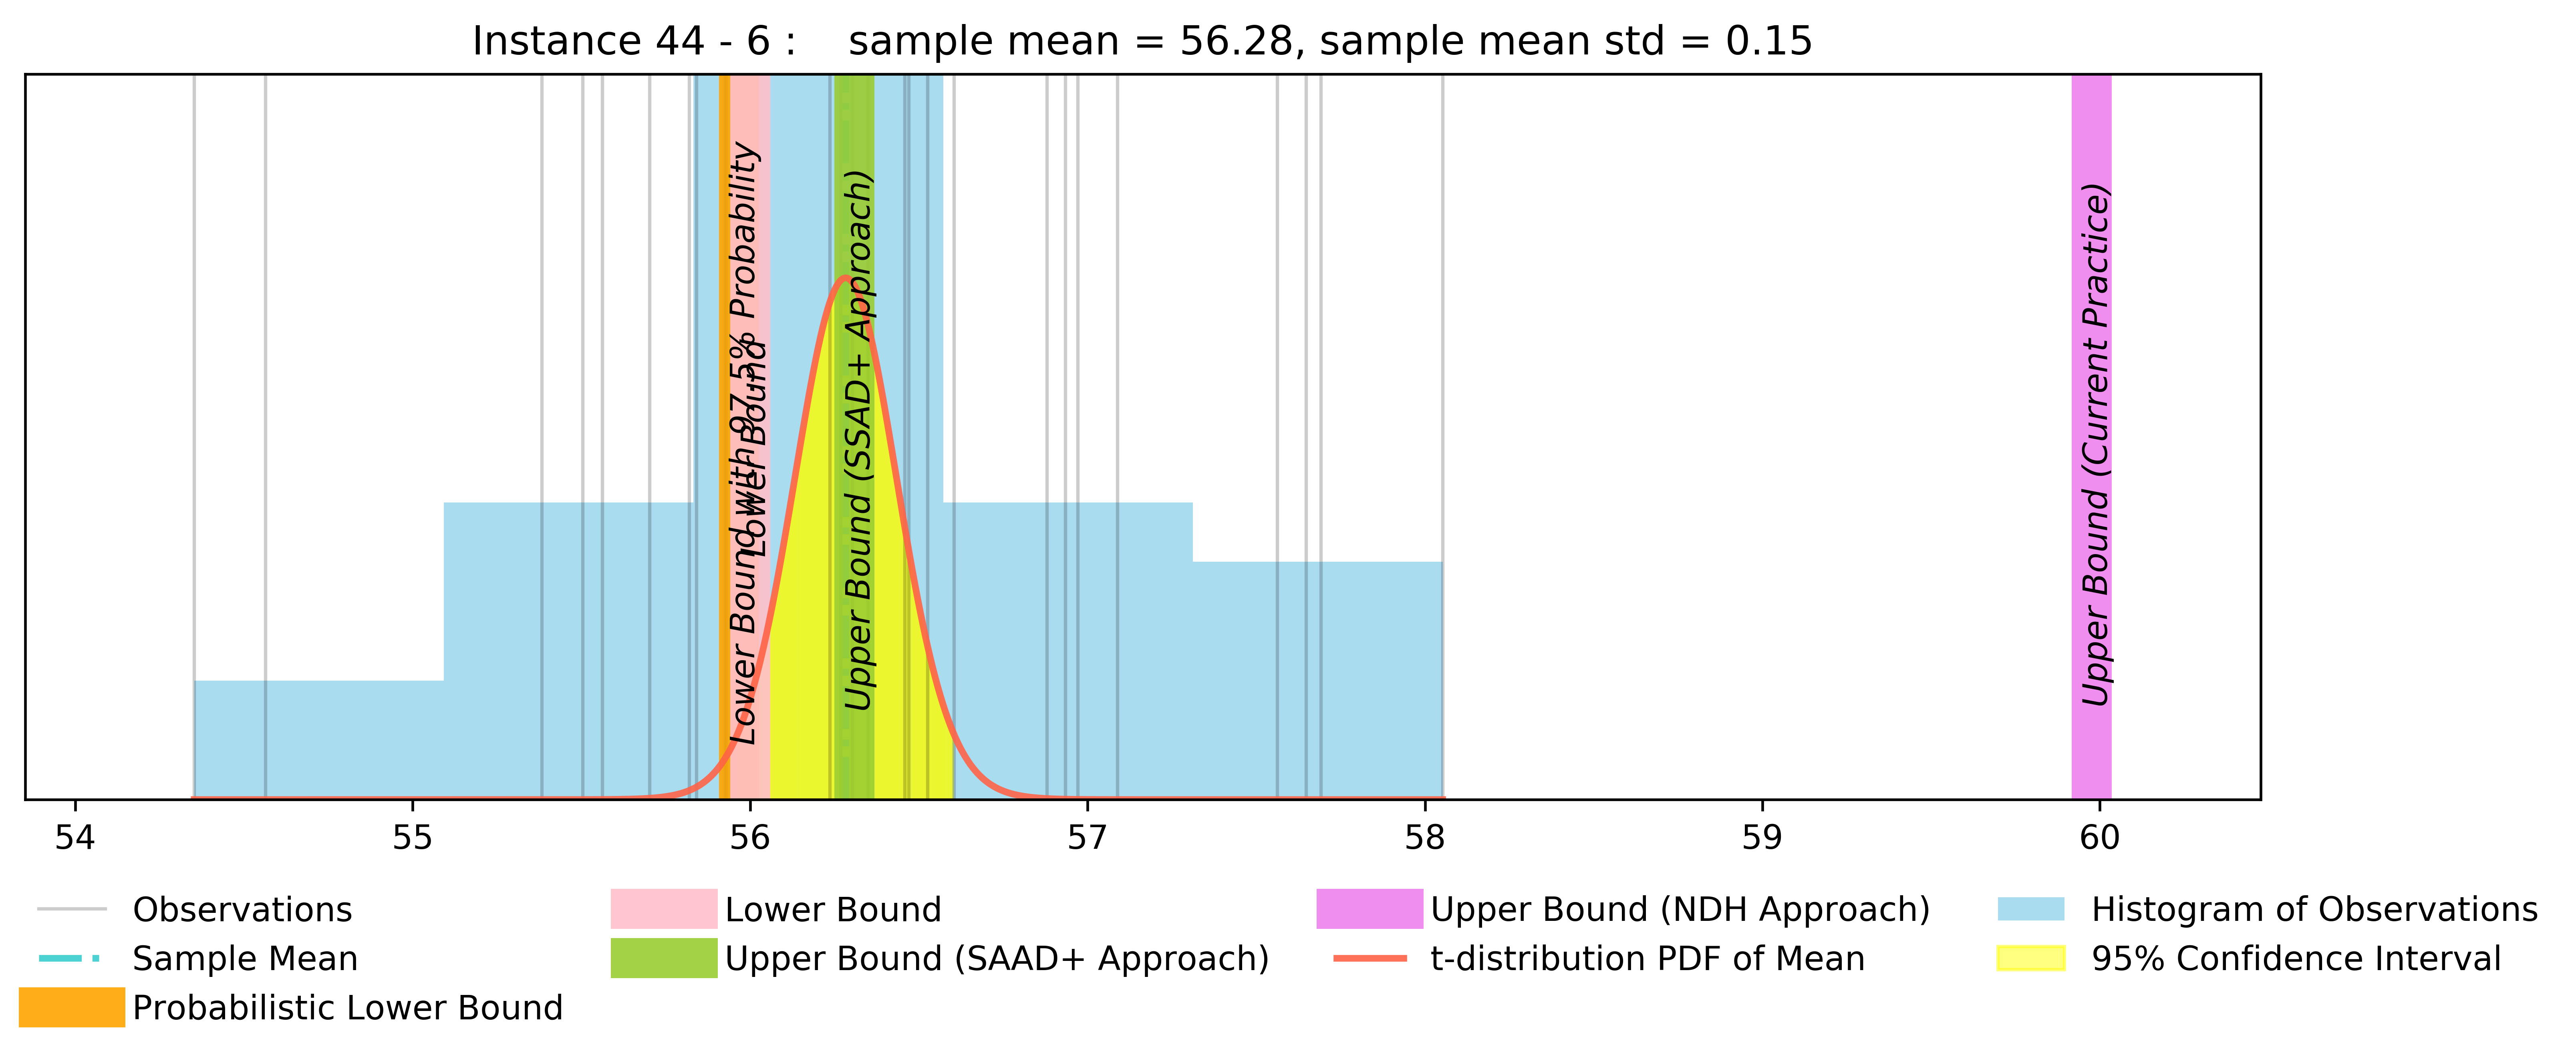 Instance 44 - 6 :    sample mean = 56.28, sample mean std = 0.15
Lower Bound with 97.5% Probability
Lower Bound
Upper Bound (SSAD+ Approach)
Upper Bound (Current Practice)
54 55 56 57 58 59 60
Observations
Sample Mean
Probabilistic Lower Bound
Lower Bound
Upper Bound (SAAD+ Approach)
Upper Bound (NDH Approach)
t-distribution PDF of Mean
Histogram of Observations
95% Confidence Interval